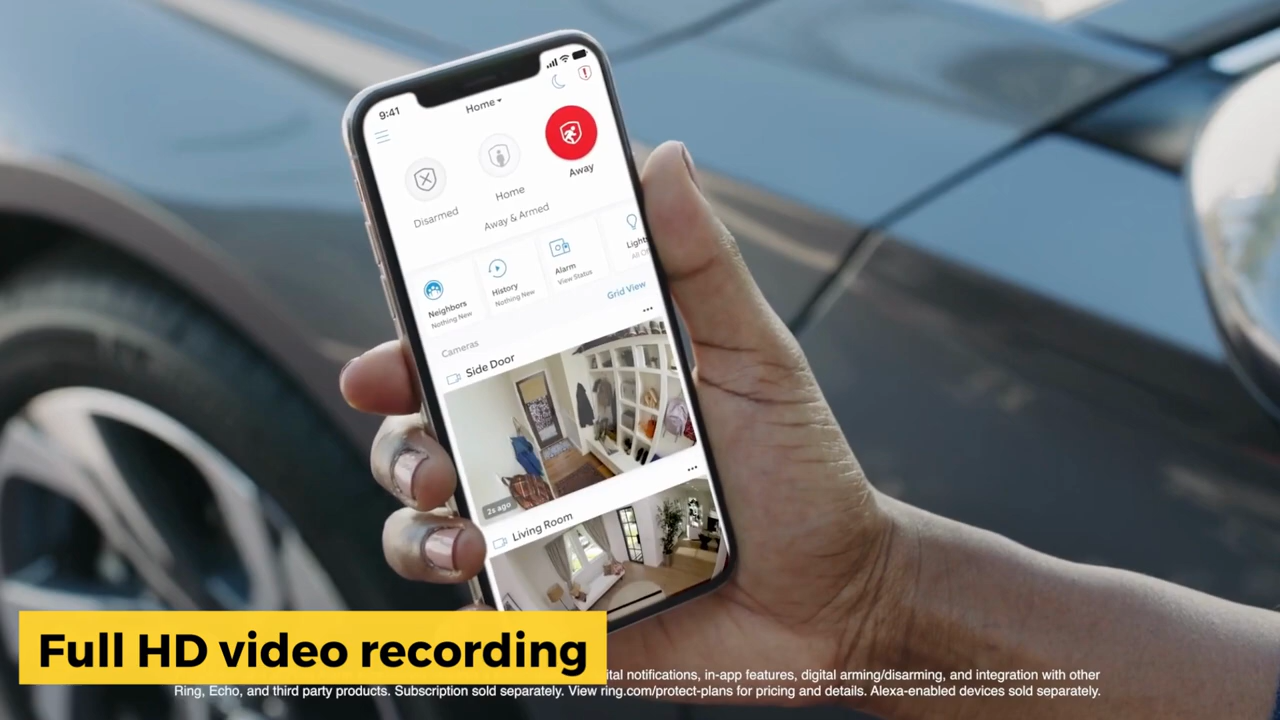 9:41
Home
Disarmed
Home
Away
Away & Armed
Neighbors
Nothing New
History
Nothing New
Alarm
View Status
Light
All O
Grid View
Cameras
Side Door
2s ago
Living Room
Full HD video recording
ital notifications, in-app features, digital arming/disarming, and integration with other
Ring, Echo, and third party products. Subscription sold separately. View ring.com/protect-plans for pricing and details. Alexa-enabled devices sold separately.